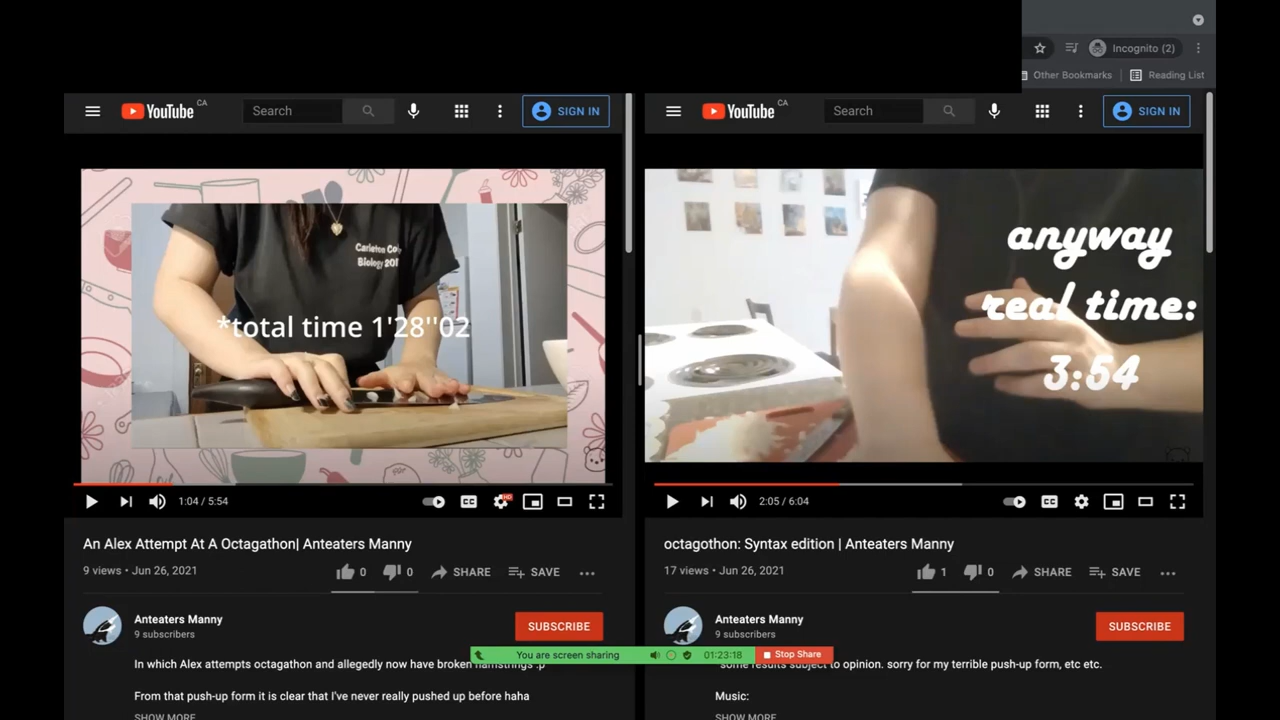 Incognito (2)
Other Bookmarks
Reading List
YouTube CA
Search
SIGN IN
Carleton
Biology 201
*total time 1'28''02
1:04 / 5:54
CC
HD
An Alex Attempt At A Octagathon| Anteaters Manny
9 views • Jun 26, 2021
0
0
SHARE
SAVE
Anteaters Manny
9 subscribers
SUBSCRIBE
In which Alex attempts octagathon and allegedly now have broken hamstrings :p
From that push-up form it is clear that I've never really pushed up before haha
SHOW MORE
YouTube CA
Search
SIGN IN
anyway
real time:
3:54
2:05 / 6:04
CC
octagothon: Syntax edition | Anteaters Manny
17 views • Jun 26, 2021
1
0
SHARE
SAVE
Anteaters Manny
9 subscribers
SUBSCRIBE
some results subject to opinion. sorry for my terrible push-up form, etc etc.
Music:
SHOW MORE
You are screen sharing
01:23:18
Stop Share